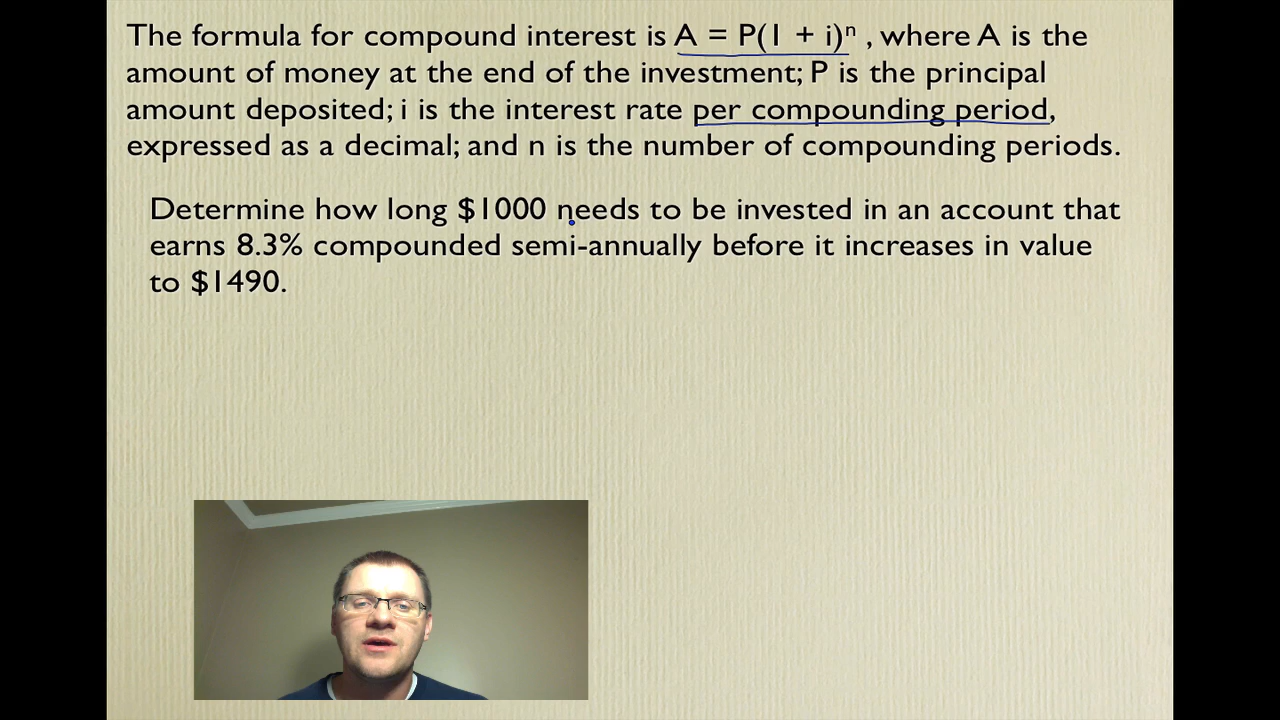 The formula for compound interest is A = P(1 + i)ⁿ , where A is the
amount of money at the end of the investment; P is the principal
amount deposited; i is the interest rate per compounding period,
expressed as a decimal; and n is the number of compounding periods.
Determine how long $1000 needs to be invested in an account that
earns 8.3% compounded semi-annually before it increases in value
to $1490.